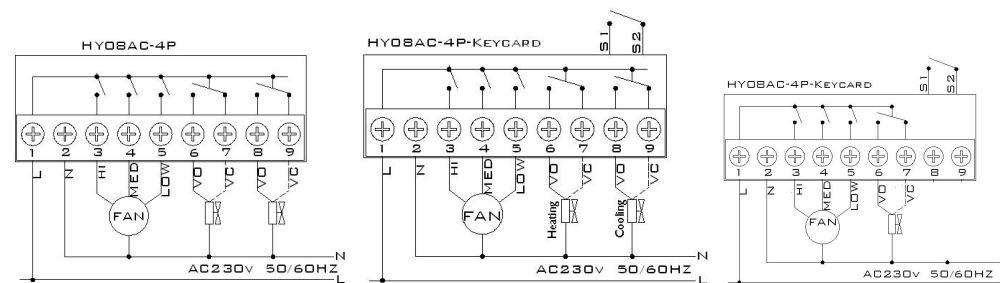 HY08AC-4P
1 2 3 4 5 6 7 8 9
L N HI MED LOW VO VC VO VC
FAN
N
AC230V 50/60HZ
L
S1 S2
HY08AC-4P-KEYCARD
1 2 3 4 5 6 7 8 9
L N HI MED LOW VO VC VO VC
FAN Heating Cooling
N
AC230V 50/60HZ
L
S1 S2
HY08AC-4P-KEYCARD
1 2 3 4 5 6 7 8 9
L N HI MED LOW VO VC
FAN
N
AC230V 50/60HZ
L